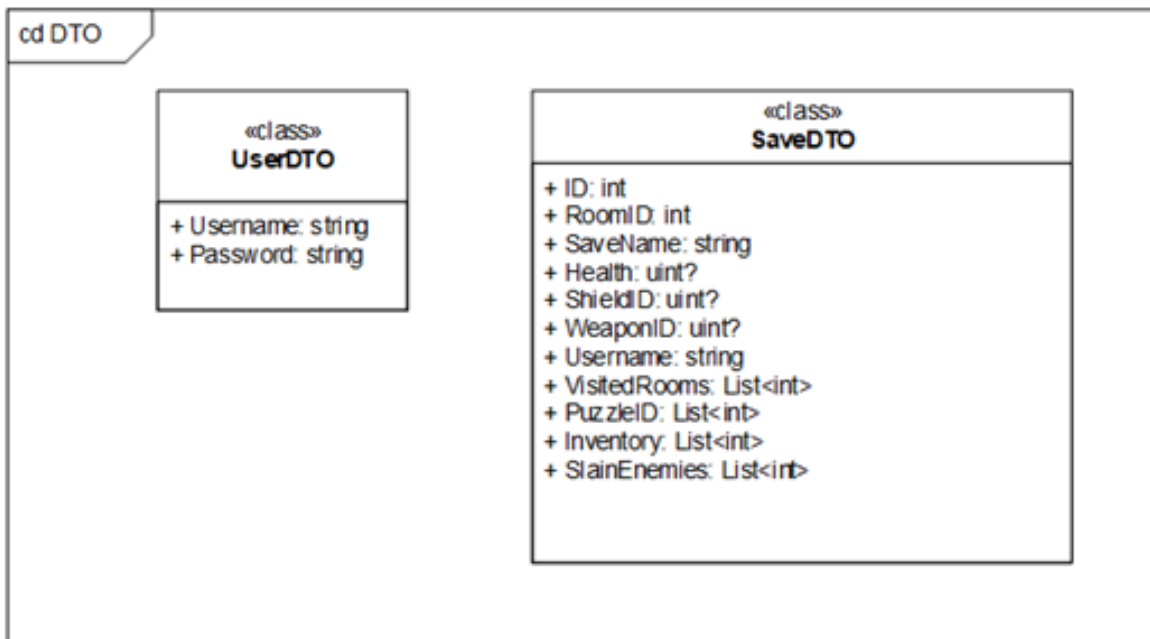 cd DTO
«class»
UserDTO
+ Username: string
+ Password: string
«class»
SaveDTO
+ ID: int
+ RoomID: int
+ SaveName: string
+ Health: uint?
+ ShieldID: uint?
+ WeaponID: uint?
+ Username: string
+ VisitedRooms: List<int>
+ PuzzleID: List<int>
+ Inventory: List<int>
+ SlainEnemies: List<int>